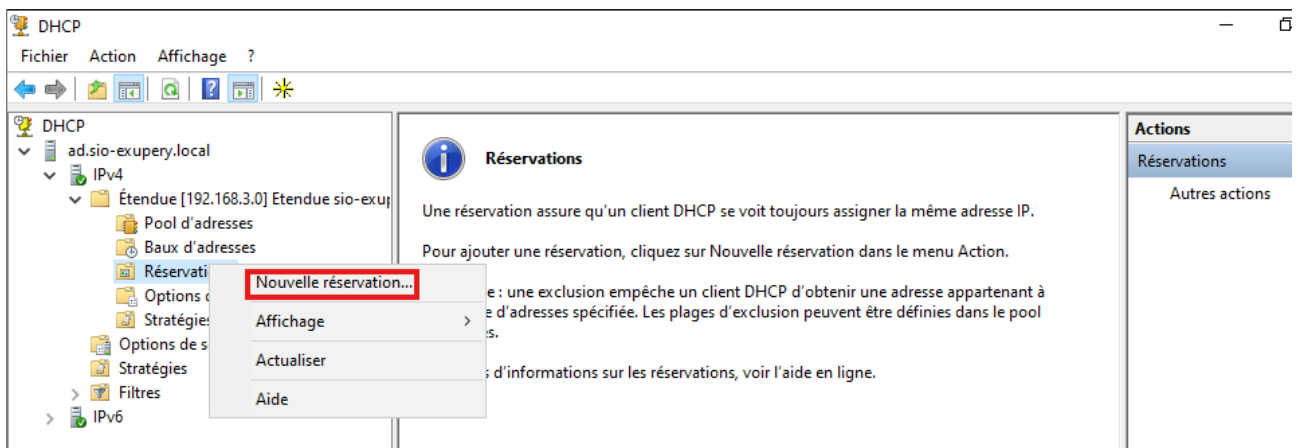 DHCP
Fichier Action Affichage ?
DHCP
ad.sio-exupery.local
IPv4
Étendue [192.168.3.0] Etendue sio-exup
Pool d'adresses
Baux d'adresses
Réservati
Options
Stratégies
Options de s
Stratégies
Filtres
IPv6
Nouvelle réservation...
Affichage >
Actualiser
Aide
Réservations
Une réservation assure qu'un client DHCP se voit toujours assigner la même adresse IP.
Pour ajouter une réservation, cliquez sur Nouvelle réservation dans le menu Action.
e : une exclusion empêche un client DHCP d'obtenir une adresse appartenant à
e d'adresses spécifiée. Les plages d'exclusion peuvent être définies dans le pool
s.
d'informations sur les réservations, voir l'aide en ligne.
Actions
Réservations
Autres actions